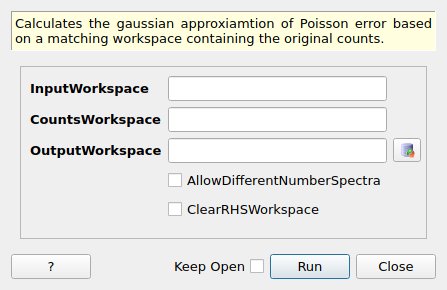 Calculates the gaussian approxiamtion of Poisson error based
on a matching workspace containing the original counts.
InputWorkspace
CountsWorkspace
OutputWorkspace
AllowDifferentNumberSpectra
ClearRHSWorkspace
? Keep Open Run Close